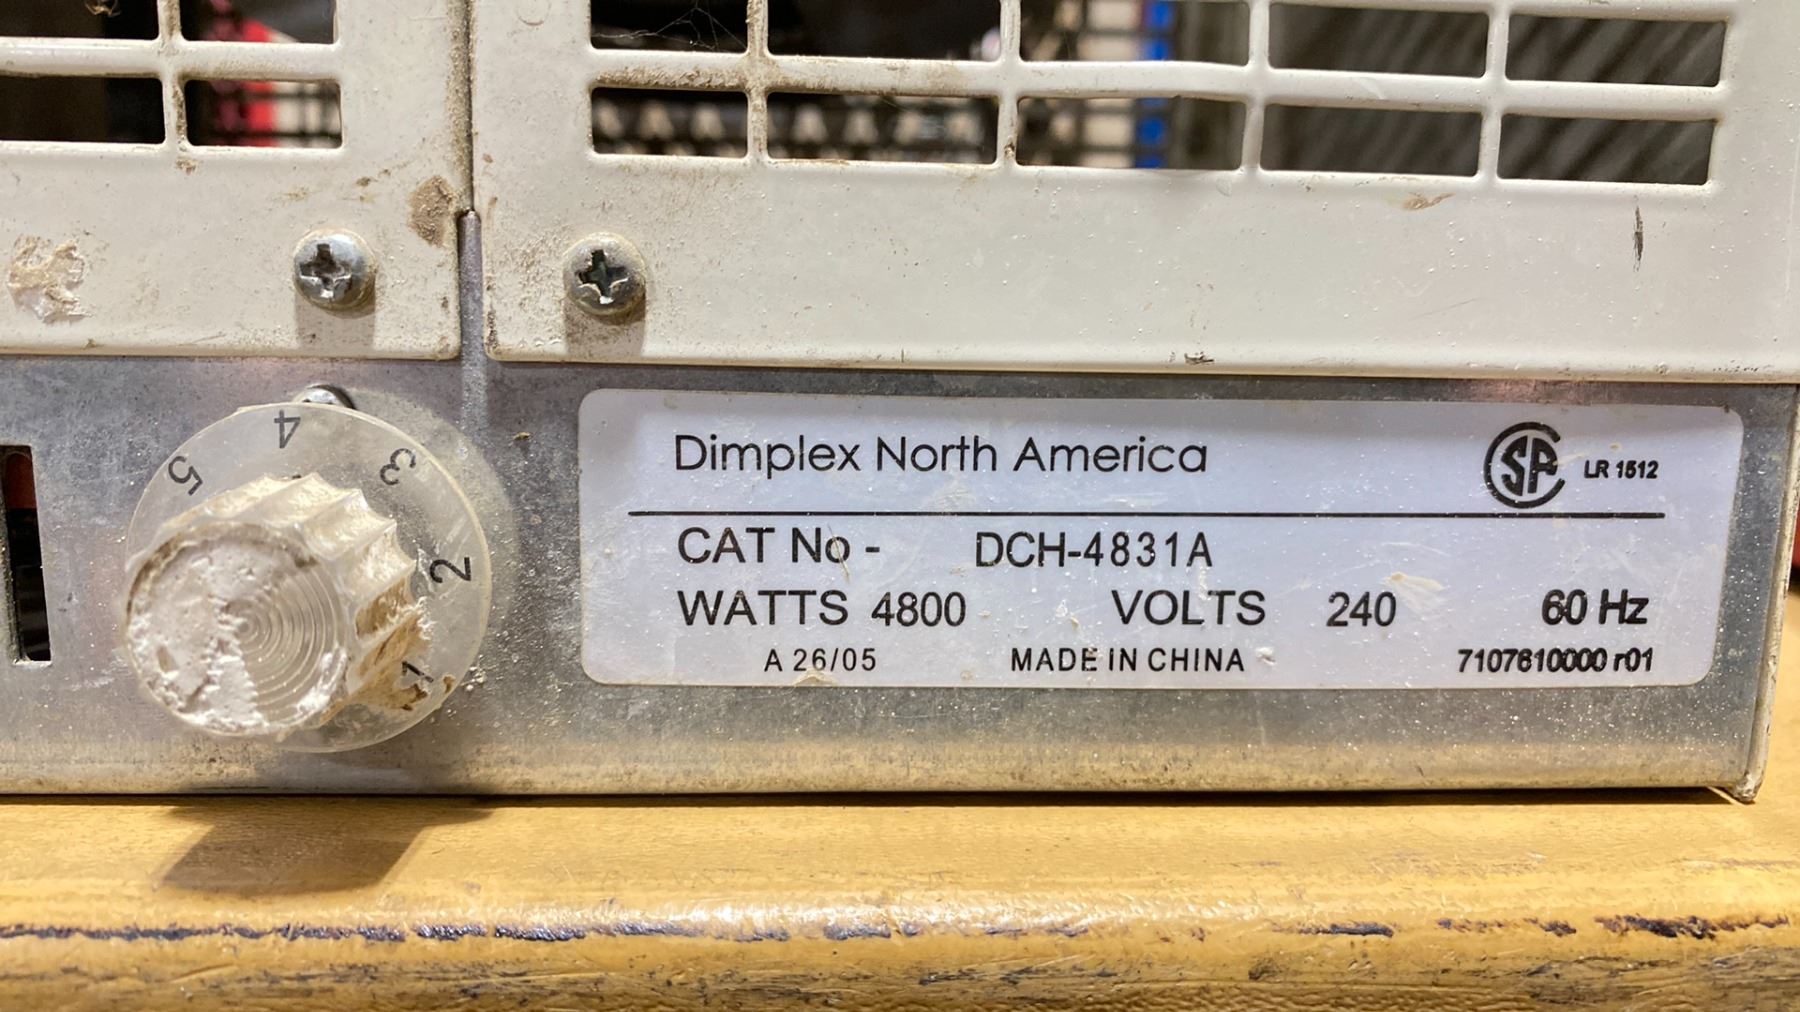 Dimplex North America
SP LR 1512
CAT No - DCH-4831A
WATTS 4800 VOLTS 240 60 Hz
A 26/05 MADE IN CHINA 7107610000 r01
5 4 3 2 1